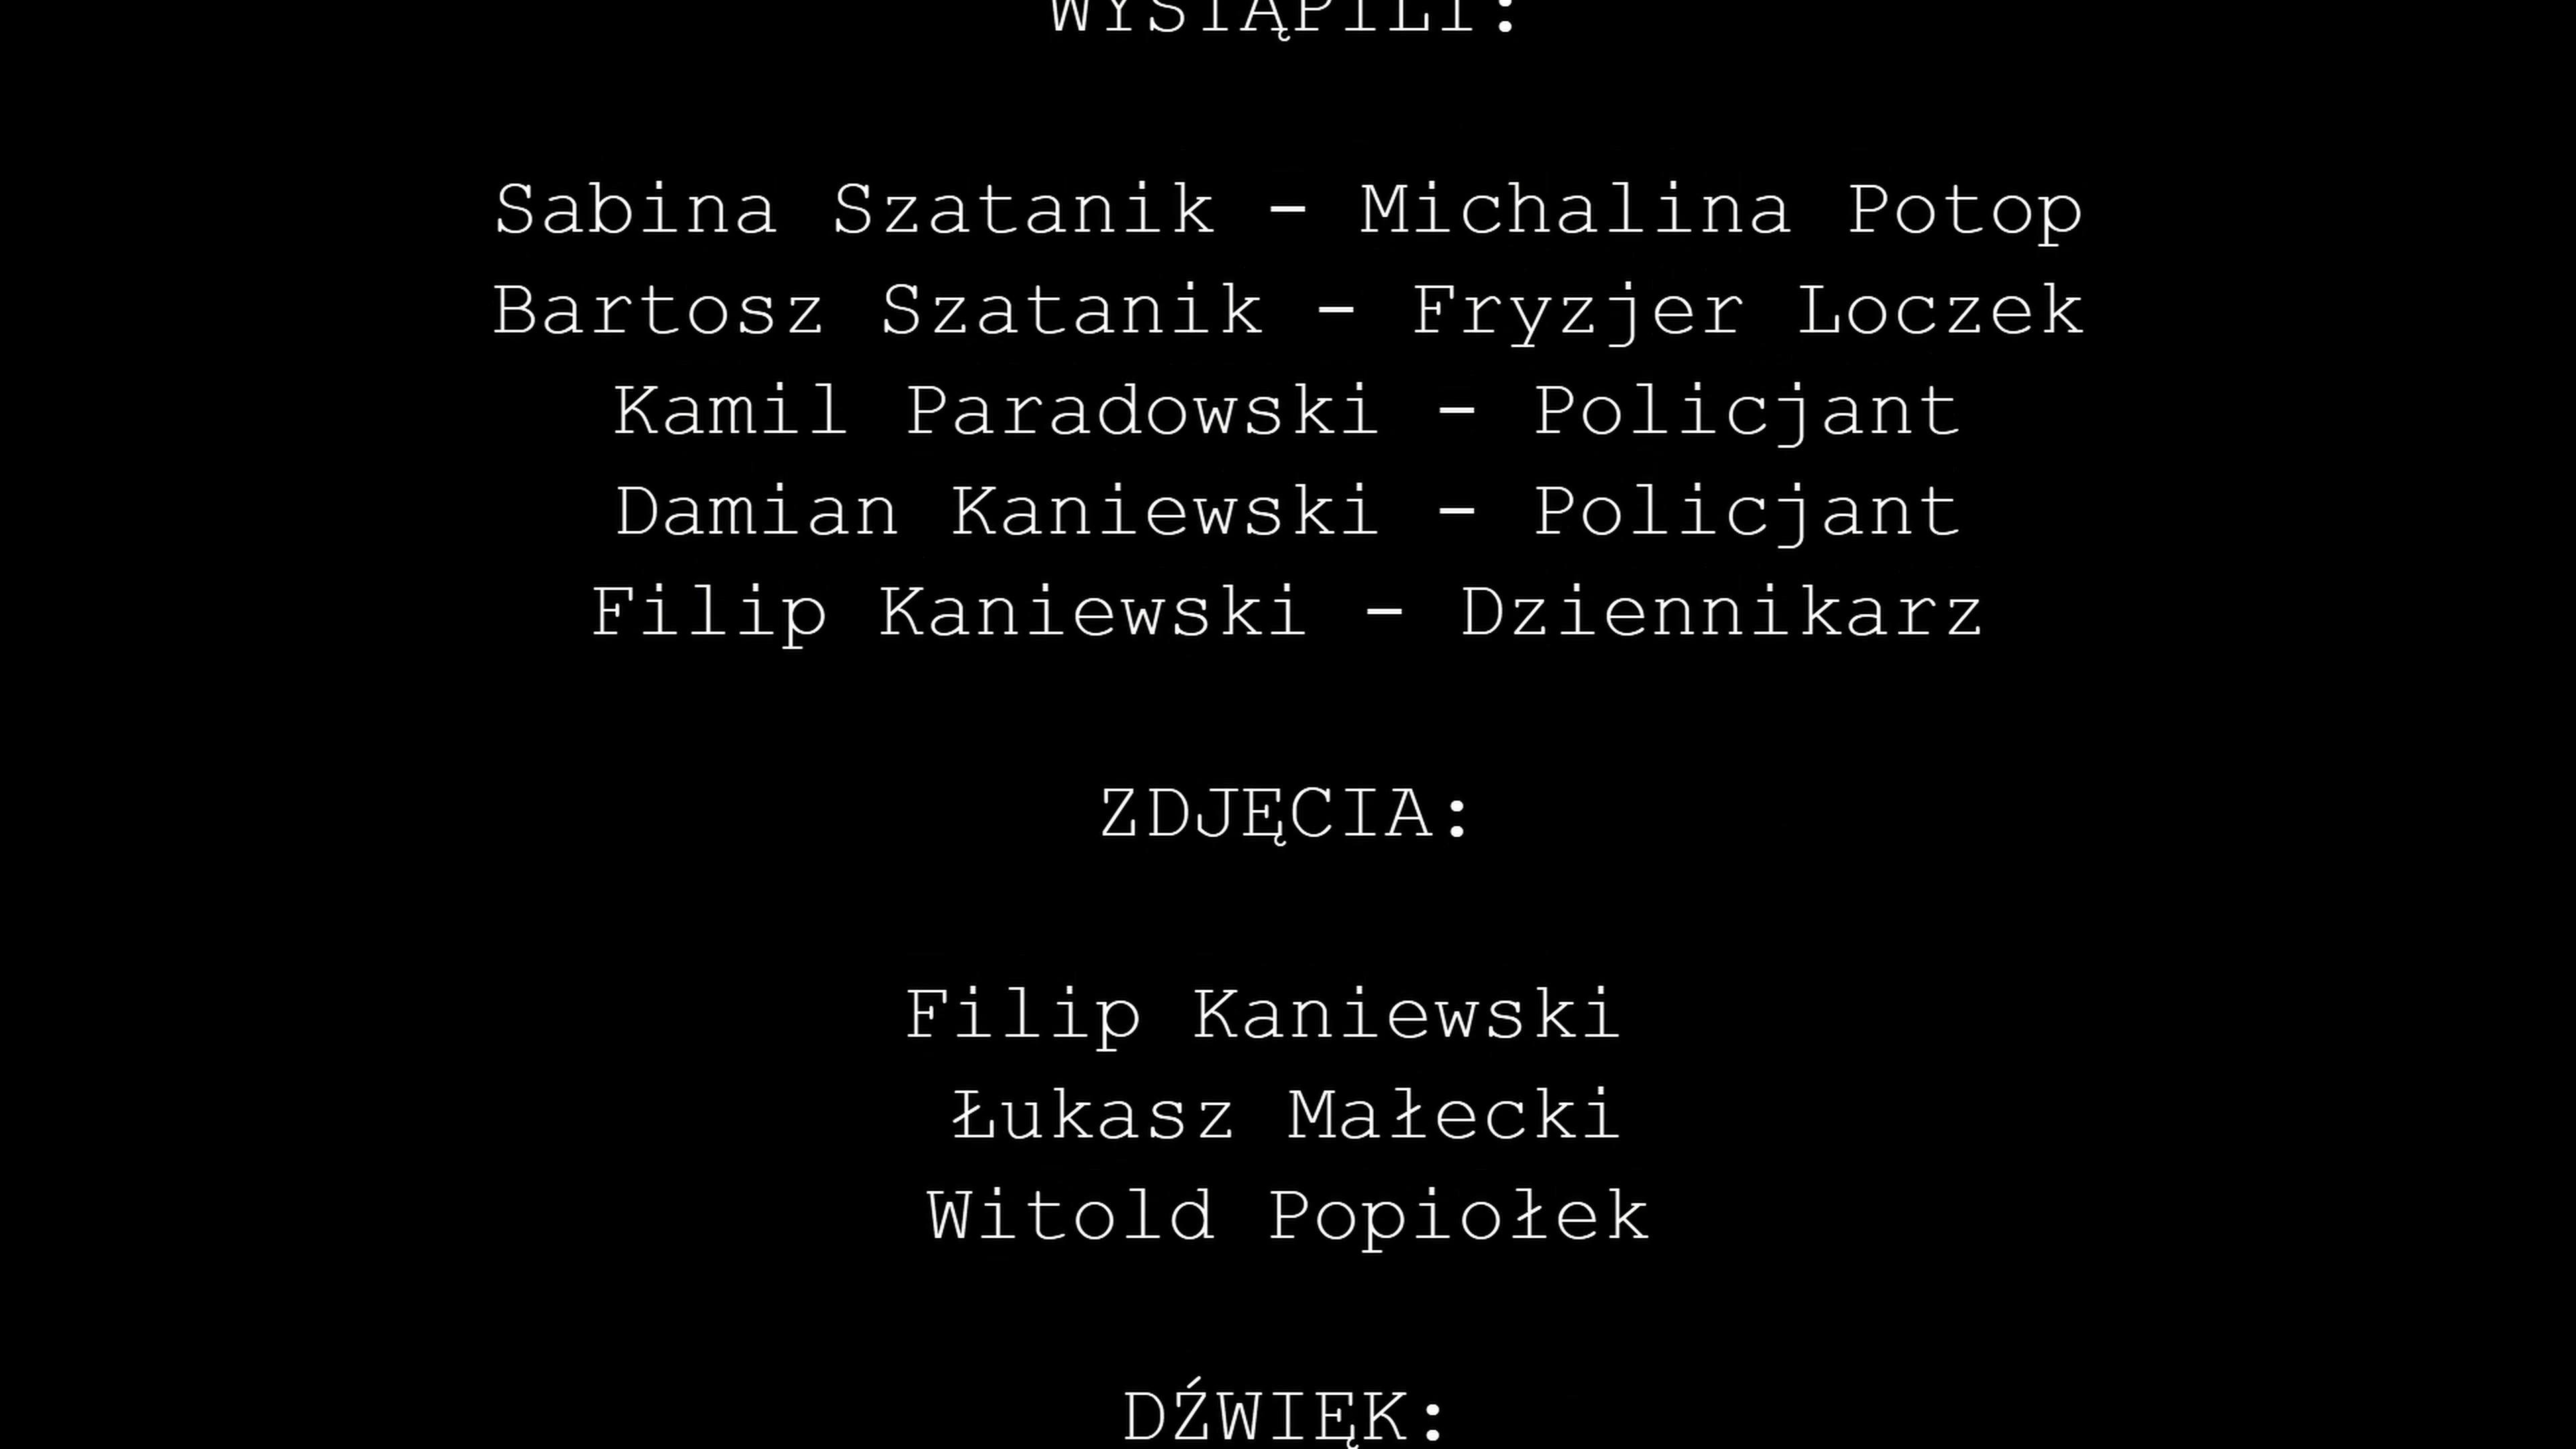 WYSTĄPILI:
Sabina Szatanik - Michalina Potop
Bartosz Szatanik - Fryzjer Loczek
Kamil Paradowski - Policjant
Damian Kaniewski - Policjant
Filip Kaniewski - Dziennikarz
ZDJĘCIA:
Filip Kaniewski
Łukasz Małecki
Witold Popiołek
DŹWIĘK: